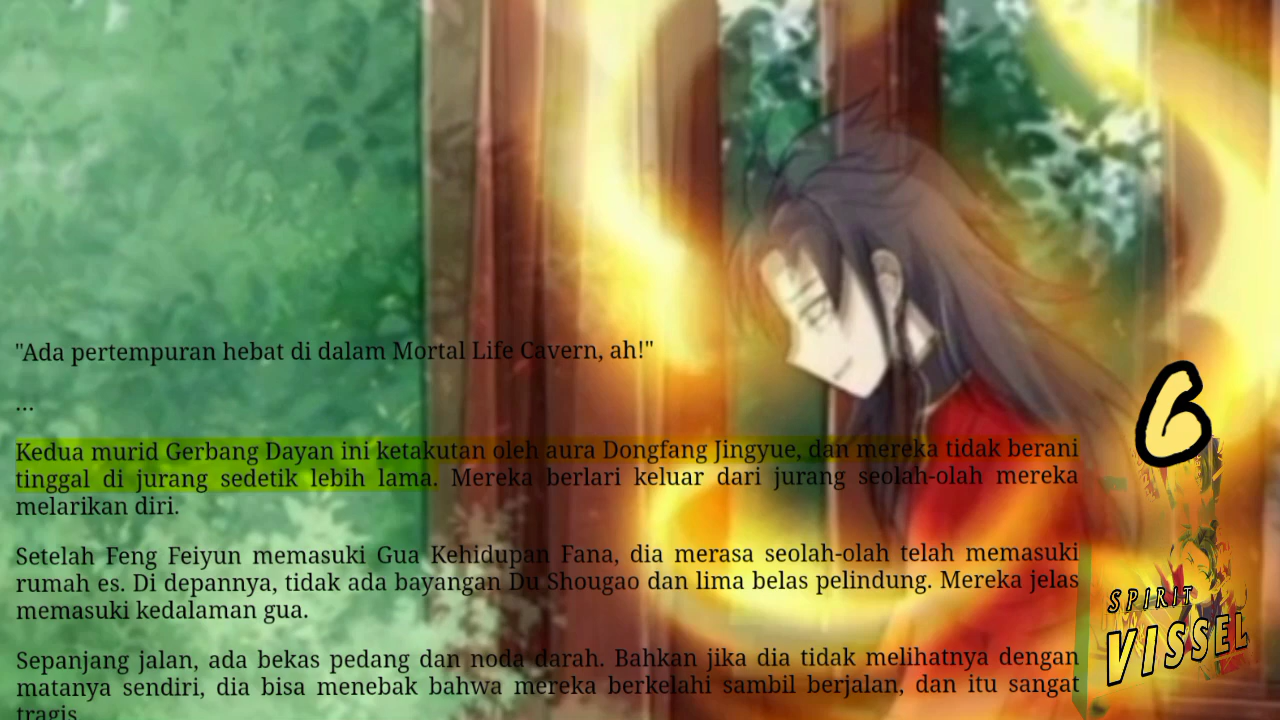 "Ada pertempuran hebat di dalam Mortal Life Cavern, ah!"
...
Kedua murid Gerbang Dayan ini ketakutan oleh aura Dongfang Jingyue, dan mereka tidak berani
tinggal di jurang sedetik lebih lama. Mereka berlari keluar dari jurang seolah-olah mereka
melarikan diri.
Setelah Feng Feiyun memasuki Gua Kehidupan Fana, dia merasa seolah-olah telah memasuki
rumah es. Di depannya, tidak ada bayangan Du Shougao dan lima belas pelindung. Mereka jelas
memasuki kedalaman gua.
Sepanjang jalan, ada bekas pedang dan noda darah. Bahkan jika dia tidak melihatnya dengan
matanya sendiri, dia bisa menebak bahwa mereka berkelahi sambil berjalan, dan itu sangat
tragis
6
SPIRIT
VISSEL